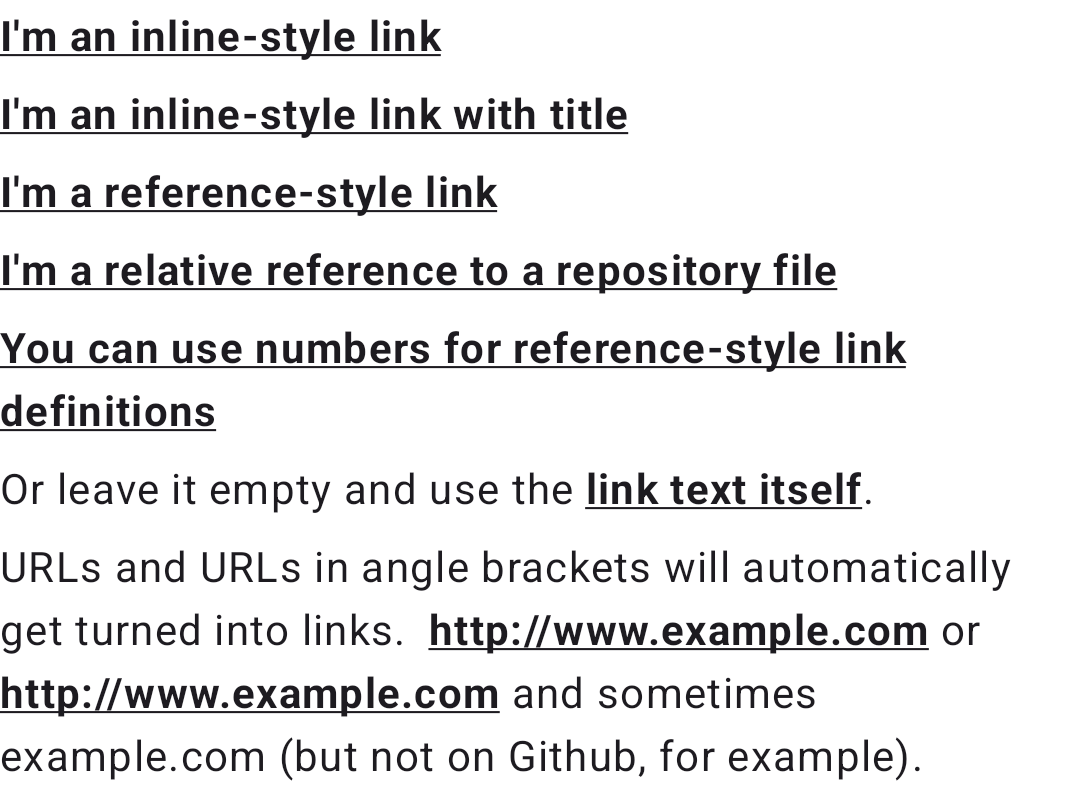 I'm an inline-style link
I'm an inline-style link with title
I'm a reference-style link
I'm a relative reference to a repository file
You can use numbers for reference-style link
definitions
Or leave it empty and use the link text itself.
URLs and URLs in angle brackets will automatically
get turned into links.  http://www.example.com or
http://www.example.com and sometimes
example.com (but not on Github, for example).